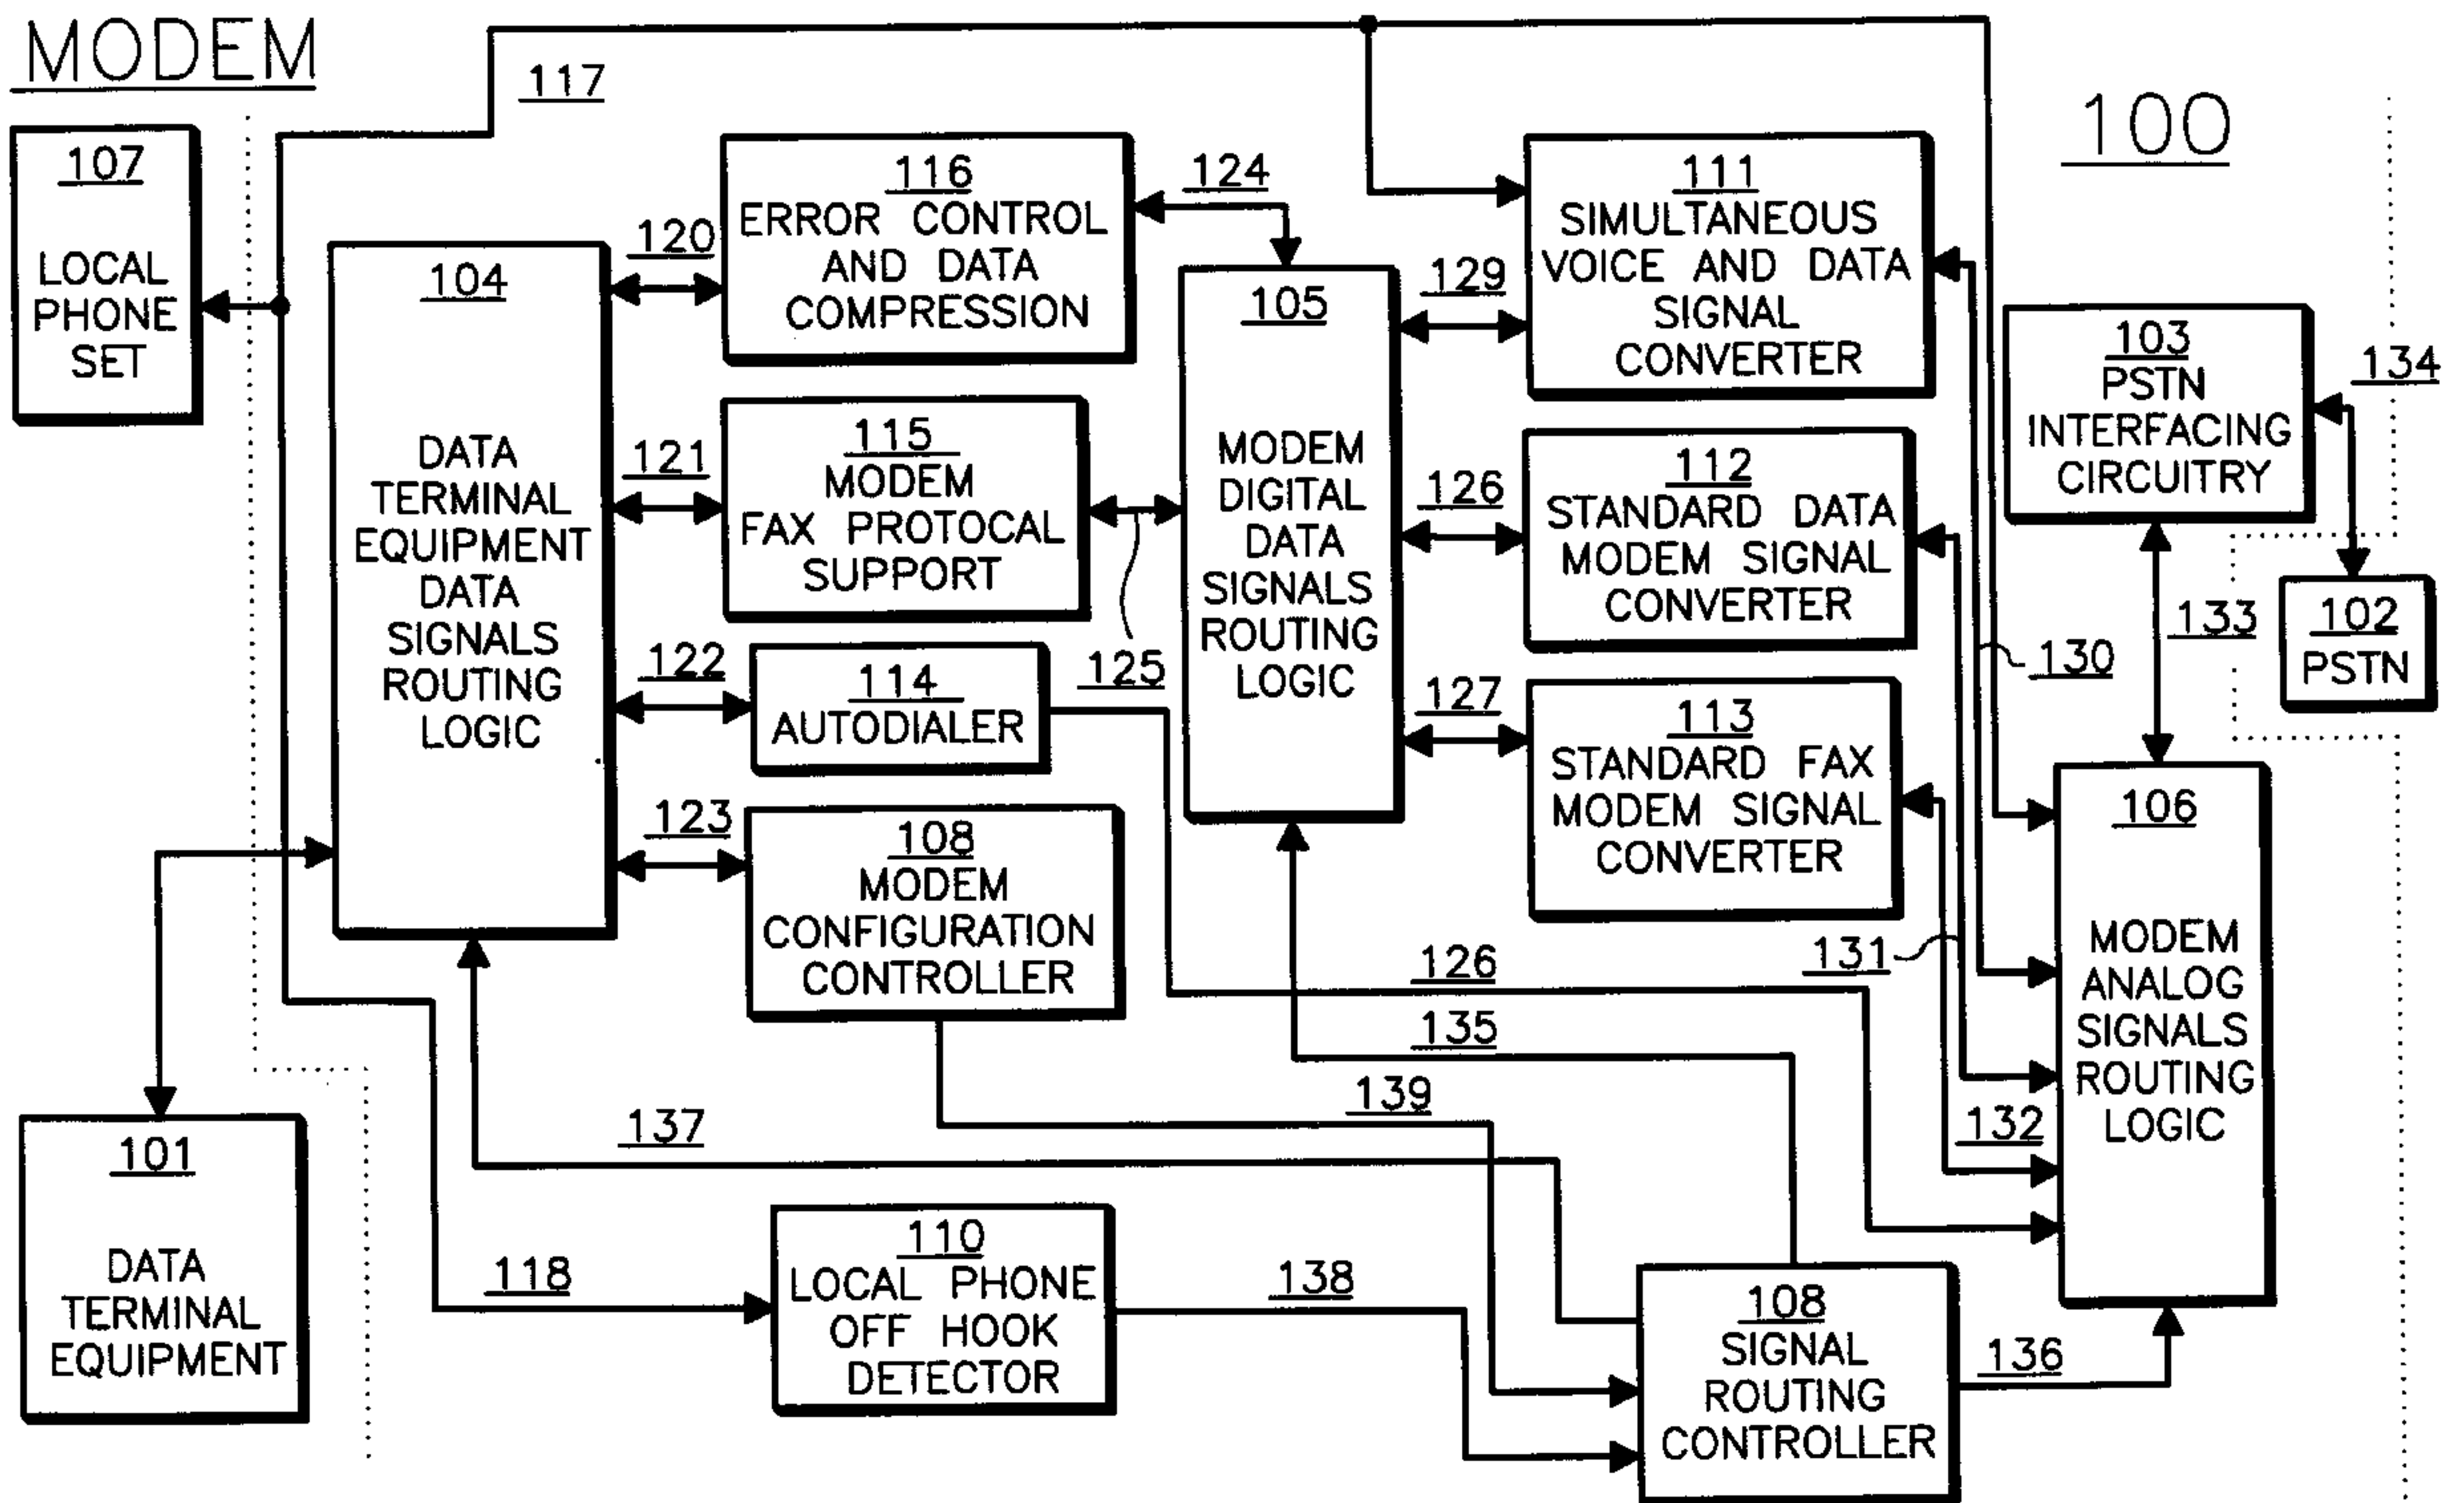 MODEM
100
117
107
LOCAL
PHONE
SET
104
DATA
TERMINAL
EQUIPMENT
DATA
SIGNALS
ROUTING
LOGIC
120
116
ERROR CONTROL
AND DATA
COMPRESSION
124
121
115
MODEM
FAX PROTOCAL
SUPPORT
125
122
114
AUTODIALER
123
108
MODEM
CONFIGURATION
CONTROLLER
105
MODEM
DIGITAL
DATA
SIGNALS
ROUTING
LOGIC
129
111
SIMULTANEOUS
VOICE AND DATA
SIGNAL
CONVERTER
126
112
STANDARD DATA
MODEM SIGNAL
CONVERTER
127
113
STANDARD FAX
MODEM SIGNAL
CONVERTER
103
PSTN
INTERFACING
CIRCUITRY
134
133
102
PSTN
130
106
MODEM
ANALOG
SIGNALS
ROUTING
LOGIC
131
132
126
135
139
137
101
DATA
TERMINAL
EQUIPMENT
118
110
LOCAL PHONE
OFF HOOK
DETECTOR
138
108
SIGNAL
ROUTING
CONTROLLER
136